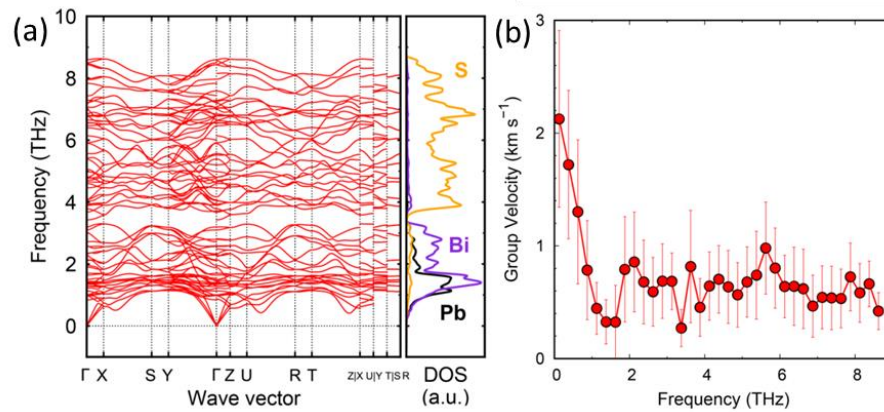 (a)
10
8
6
4
2
0
Frequency (THz)
Γ X S Y Γ Z U R T Z|X U|Y T|S R
Wave vector
S
Bi
Pb
DOS
(a.u.)
(b)
3
2
1
0
Group Velocity (km s⁻¹)
0 2 4 6 8
Frequency (THz)